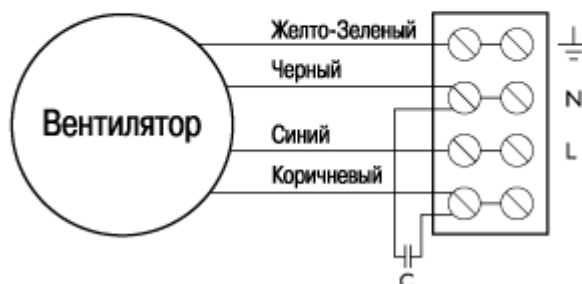 Желто-Зеленый
Черный
N
Вентилятор
Синий
L
Коричневый
C